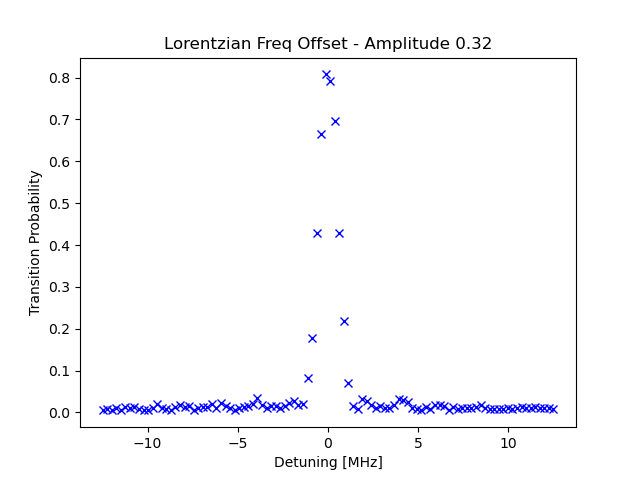 Lorentzian Freq Offset - Amplitude 0.32
0.8
0.7
0.6
0.5
0.4
0.3
0.2
0.1
0.0
Transition Probability
−10 −5 0 5 10
Detuning [MHz]